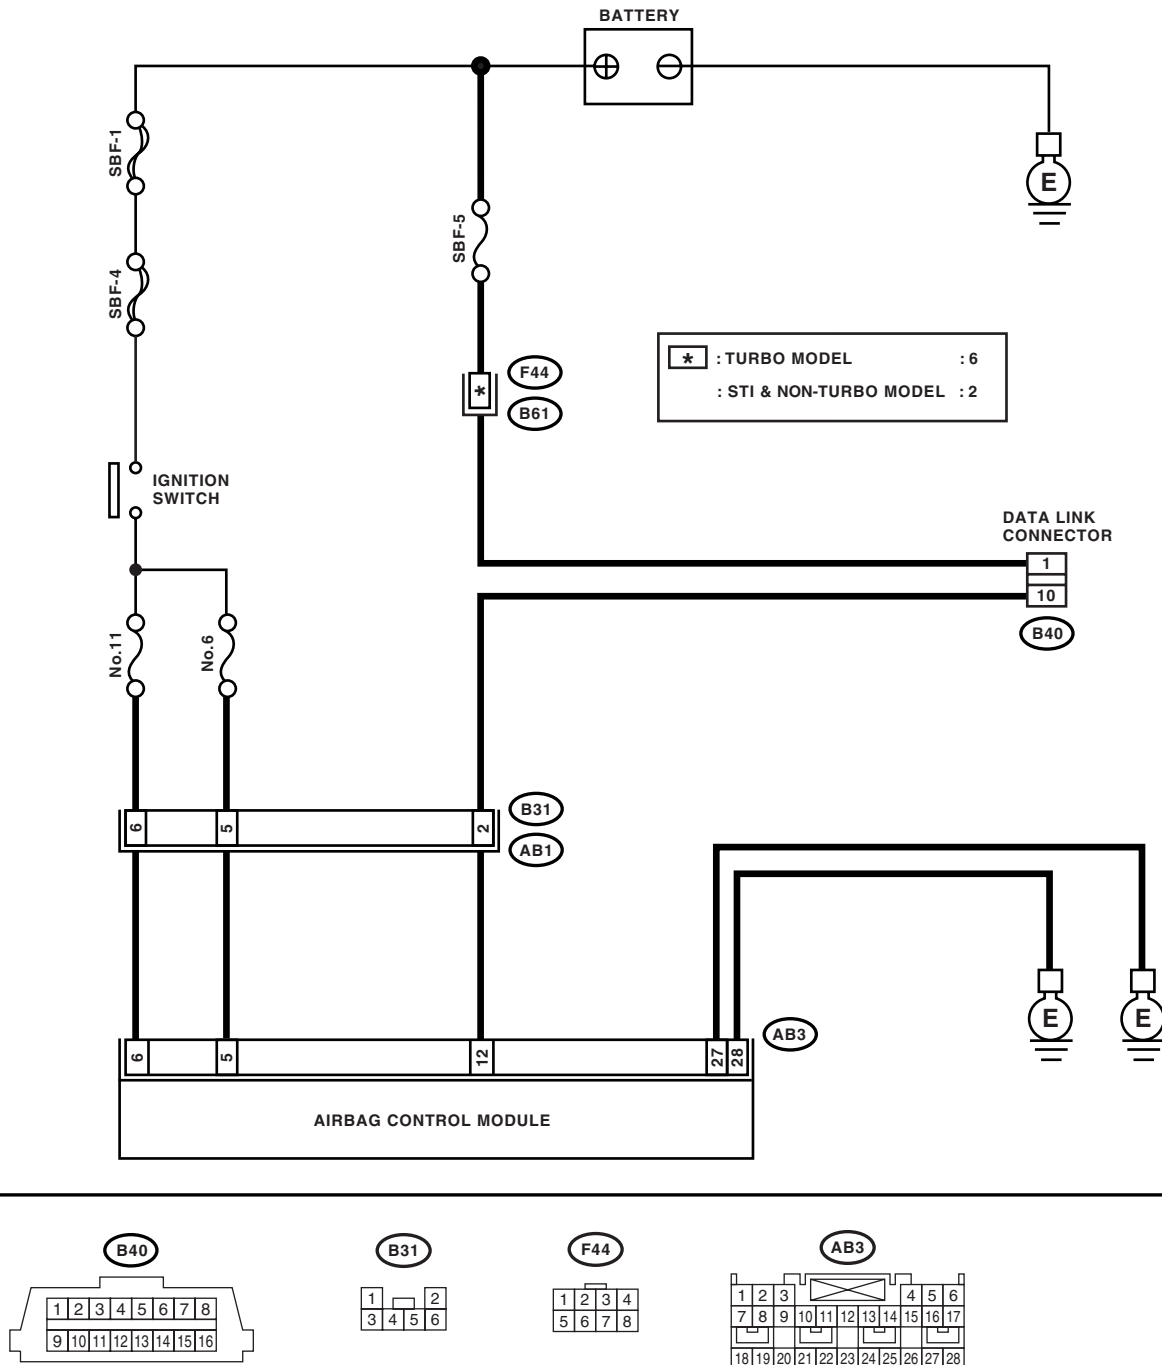 BATTERY
SBF-1
E
SBF-5
SBF-4
* : TURBO MODEL : 6
: STI & NON-TURBO MODEL : 2
F44
*
B61
IGNITION
SWITCH
DATA LINK
CONNECTOR
1
10
B40
No.11
No.6
6 5 2
B31
AB1
E E
AB3
6 5 12 27 28
AIRBAG CONTROL MODULE
B40
1 2 3 4 5 6 7 8
9 10 11 12 13 14 15 16
B31
1 2
3 4 5 6
F44
1 2 3 4
5 6 7 8
AB3
1 2 3 4 5 6
7 8 9 10 11 12 13 14 15 16 17
18 19 20 21 22 23 24 25 26 27 28